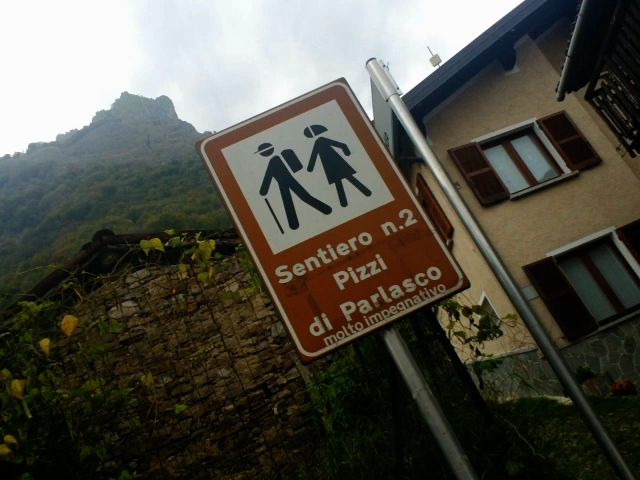 Sentiero n.2
Pizzi
di Parlasco
molto impegnativo